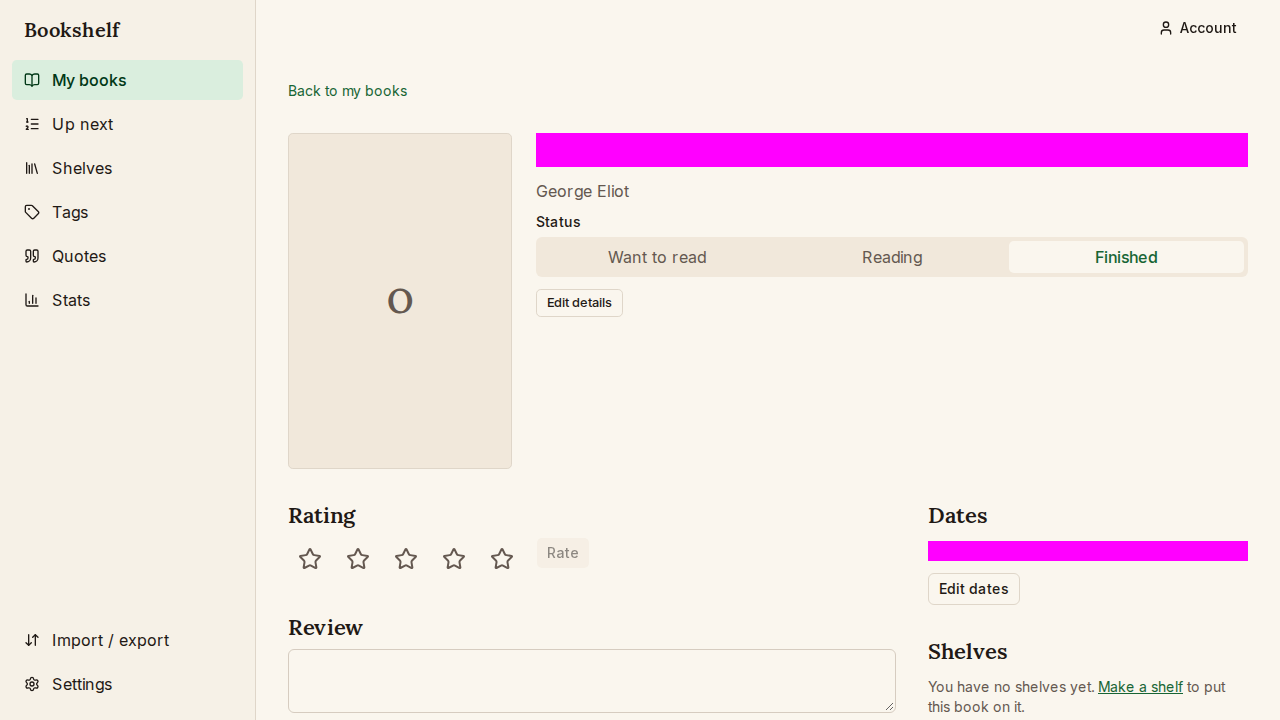 Bookshelf
My books
Up next
Shelves
Tags
Quotes
Stats
Import / export
Settings
Account
Back to my books
O
George Eliot
Status
Want to read
Reading
Finished
Edit details
Rating
Rate
Review
Dates
Edit dates
Shelves
You have no shelves yet. Make a shelf to put
this book on it.